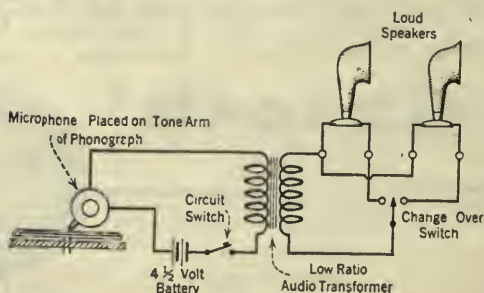 Loud
Speakers
Microphone Placed on Tone Arm
of Phonograph
Circuit
Switch
Change Over
Switch
4 ½ Volt
Battery
Low Ratio
Audio Transformer